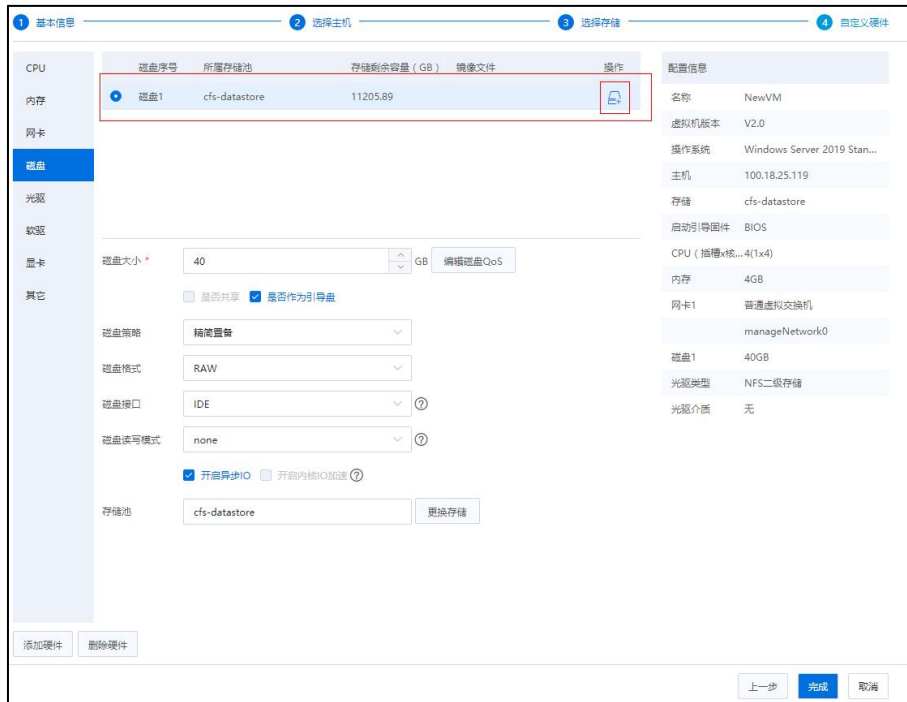 1 基本信息 2 选择主机 3 选择存储 4 自定义硬件
CPU
内存
网卡
磁盘
光驱
软驱
显卡
其它
磁盘序号 所属存储池 存储剩余容量(GB) 镜像文件 操作
磁盘1 cfs-datastore 11205.89
磁盘大小 * 40 GB 编辑磁盘QoS
是否共享 是否作为引导盘
磁盘策略 精简置备
磁盘格式 RAW
磁盘接口 IDE ?
磁盘读写模式 none ?
开启异步IO 开启内核IO加速 ?
存储池 cfs-datastore 更换存储
配置信息
名称 NewVM
虚拟机版本 V2.0
操作系统 Windows Server 2019 Stan...
主机 100.18.25.119
存储 cfs-datastore
启动引导固件 BIOS
CPU(插槽x核... 4(1x4)
内存 4GB
网卡1 普通虚拟交换机
manageNetwork0
磁盘1 40GB
光驱类型 NFS二级存储
光驱介质 无
添加硬件 删除硬件
上一步 完成 取消